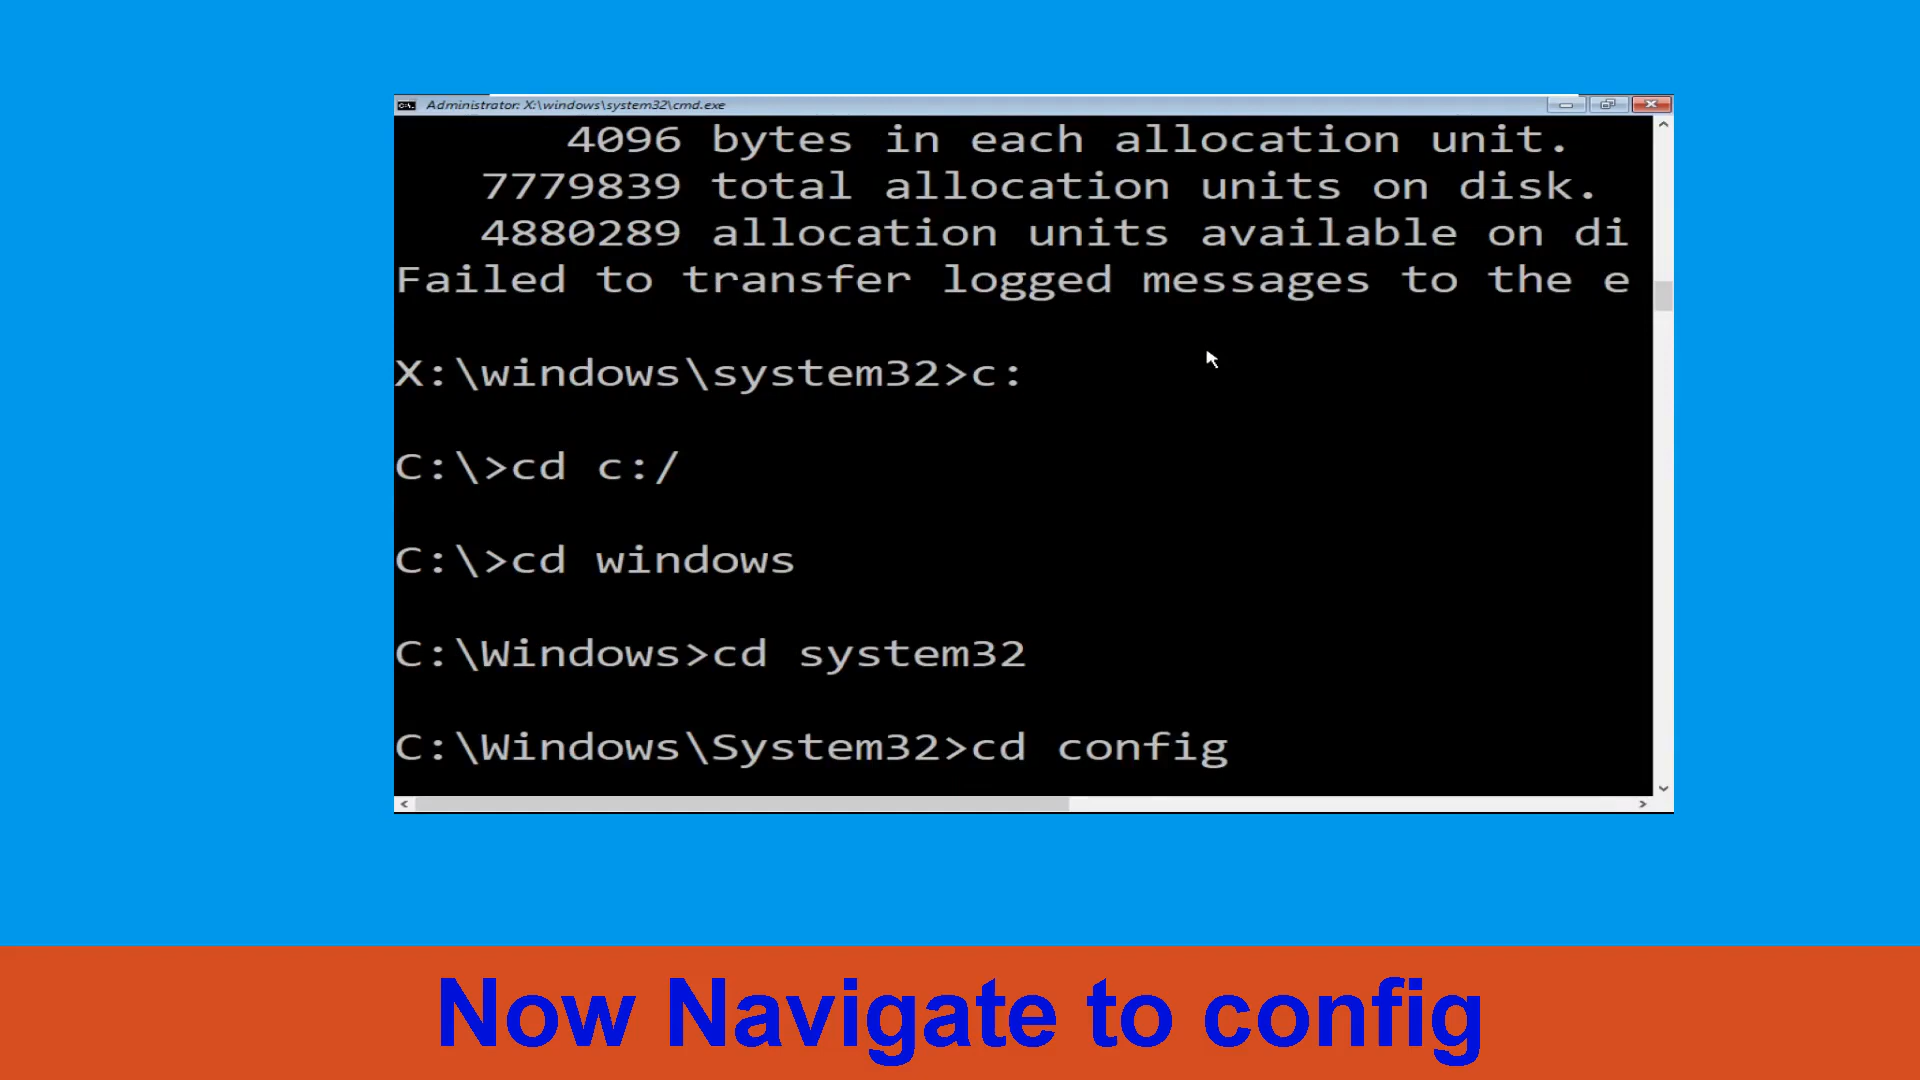 Administrator: X:\windows\system32\cmd.exe
4096 bytes in each allocation unit.
7779839 total allocation units on disk.
4880289 allocation units available on di
Failed to transfer logged messages to the e
X:\windows\system32>c:
C:\>cd c:/
C:\>cd windows
C:\Windows>cd system32
C:\Windows\System32>cd config
Now Navigate to config